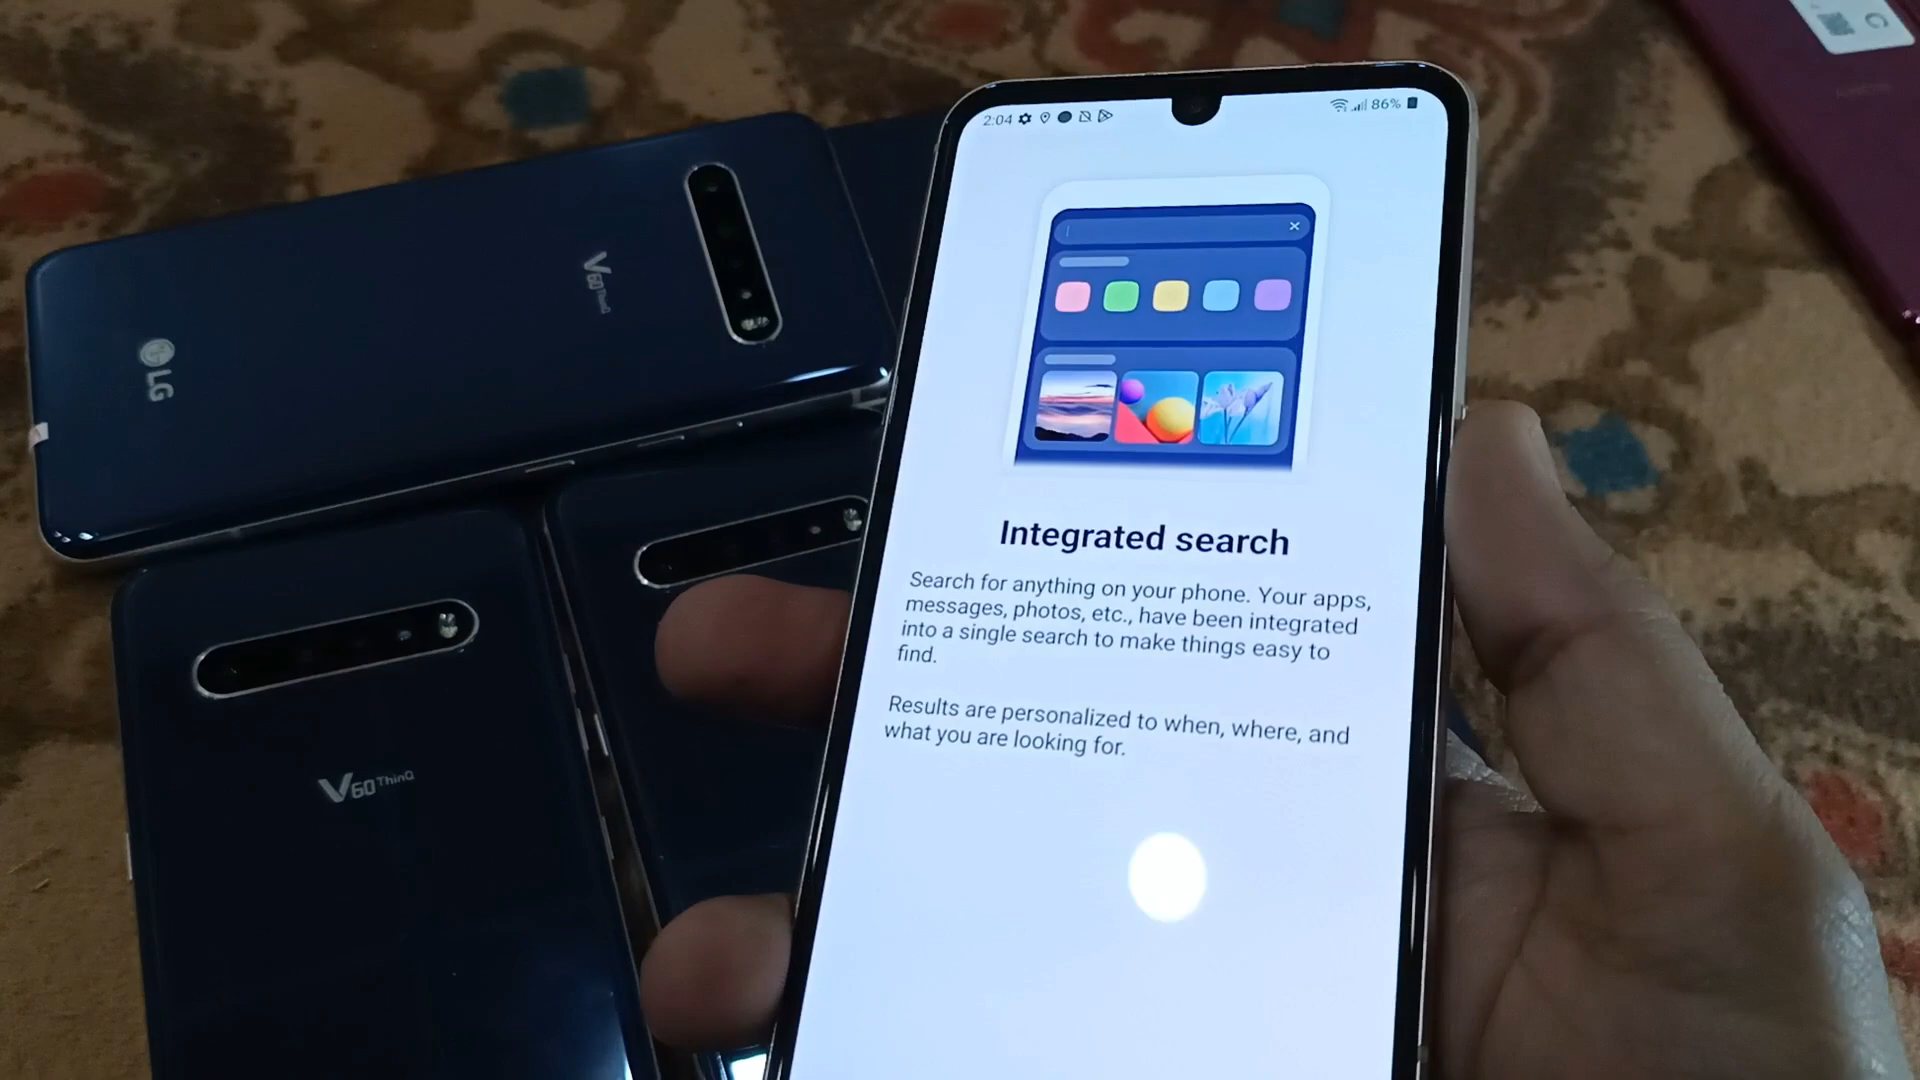 2:04
86%
Integrated search
Search for anything on your phone. Your apps,
messages, photos, etc., have been integrated
into a single search to make things easy to
find.
Results are personalized to when, where, and
what you are looking for.
LG
V60 ThinQ
V60 ThinQ